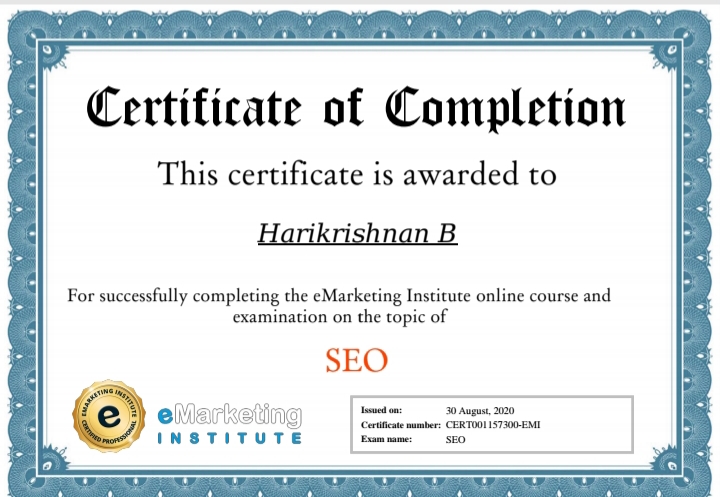 Certificate of Completion
This certificate is awarded to
Harikrishnan B
For successfully completing the eMarketing Institute online course and
examination on the topic of
SEO
EMARKETING INSTITUTE
e
CERTIFIED PROFESSIONAL
eMarketing
INSTITUTE
Issued on: 30 August, 2020
Certificate number: CERT001157300-EMI
Exam name: SEO